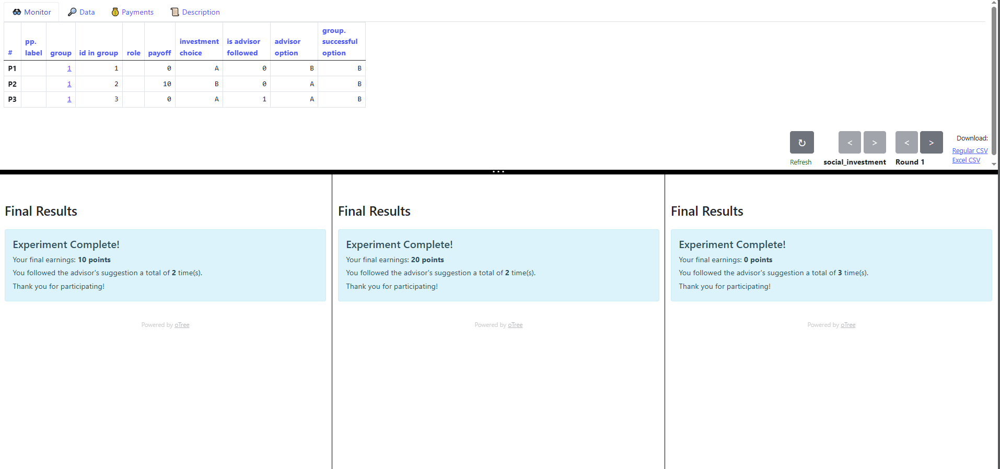 Monitor Data Payments Description
# pp. label group id in group role payoff investment choice is advisor followed advisor option group. successful option
P1 1 1 0 A 0 B B
P2 1 2 10 B 0 A B
P3 1 3 0 A 1 A B
↻ < > < > Download:
Regular CSV
Excel CSV
Refresh social_investment Round 1
Final Results
Experiment Complete!
Your final earnings: 10 points
You followed the advisor's suggestion a total of 2 time(s).
Thank you for participating!
Powered by oTree
Final Results
Experiment Complete!
Your final earnings: 20 points
You followed the advisor's suggestion a total of 2 time(s).
Thank you for participating!
Powered by oTree
Final Results
Experiment Complete!
Your final earnings: 0 points
You followed the advisor's suggestion a total of 3 time(s).
Thank you for participating!
Powered by oTree